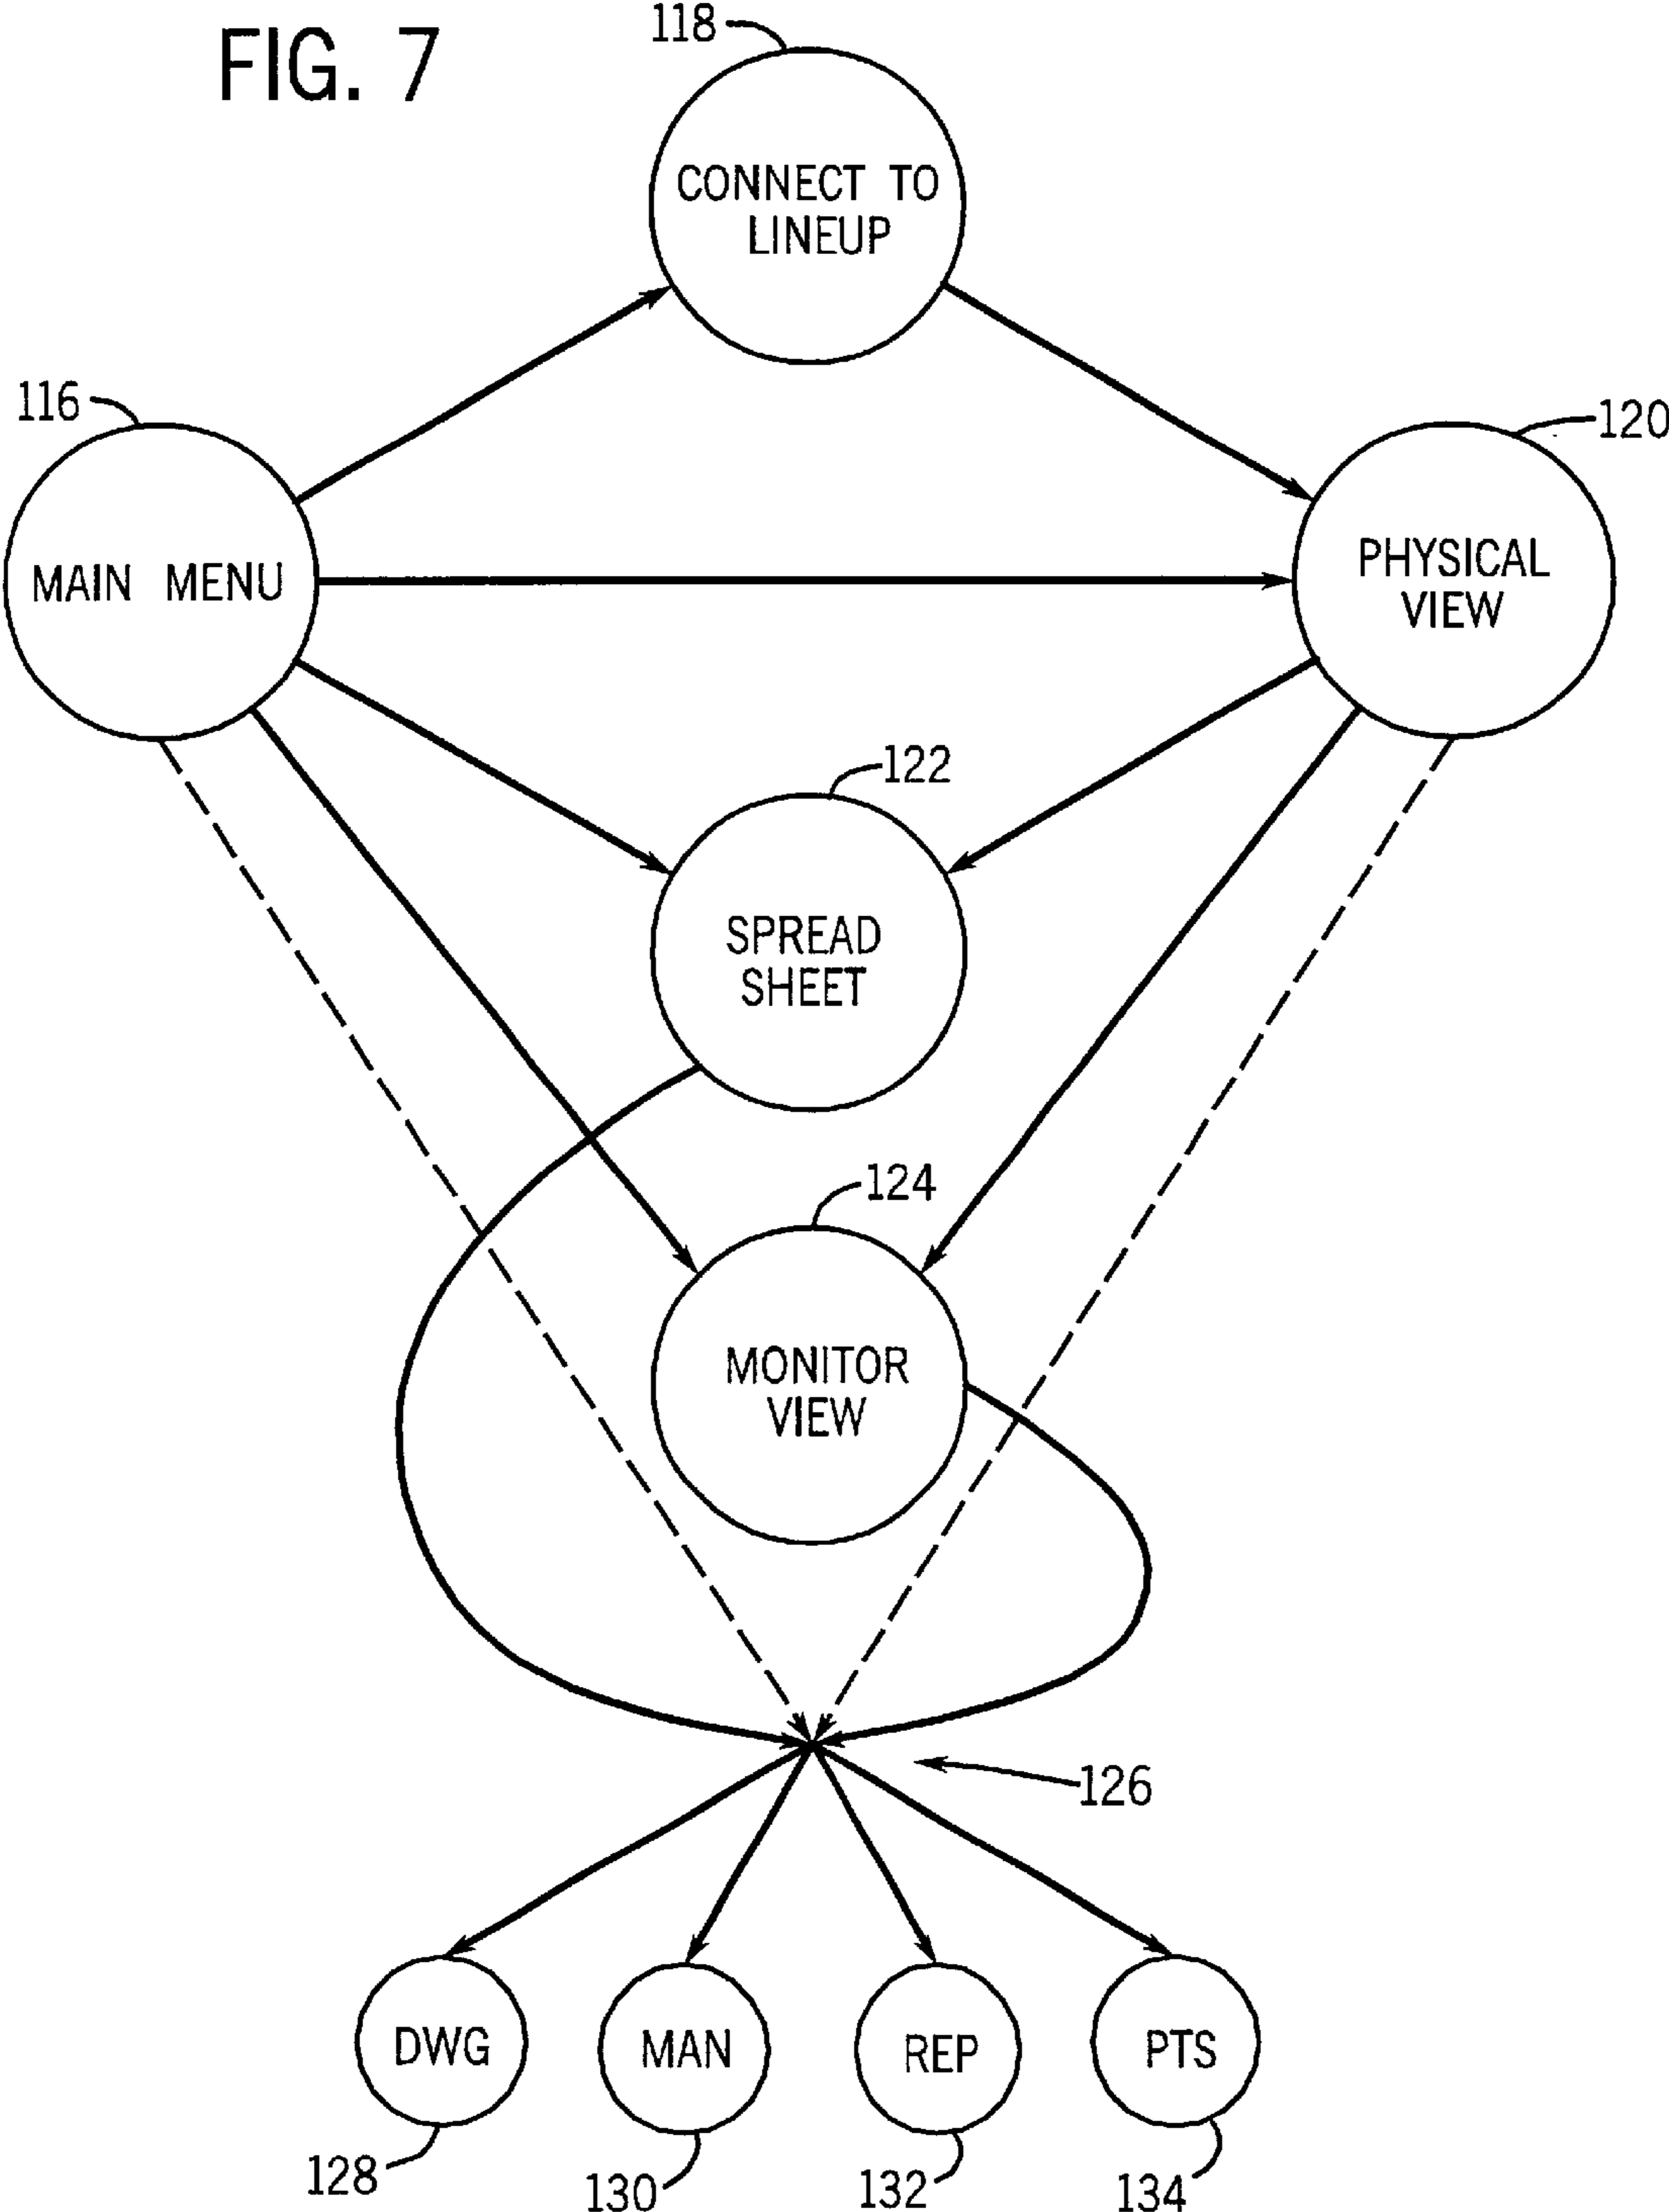 FIG. 7
118
CONNECT TO
LINEUP
116
120
MAIN MENU
PHYSICAL
VIEW
122
SPREAD
SHEET
124
MONITOR
VIEW
126
DWG
MAN
REP
PTS
128
130
132
134